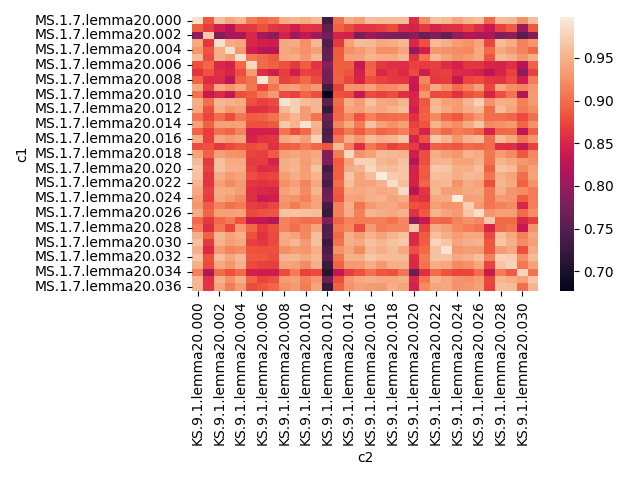 MS.1.7.lemma20.000
MS.1.7.lemma20.002
MS.1.7.lemma20.004
MS.1.7.lemma20.006
MS.1.7.lemma20.008
MS.1.7.lemma20.010
MS.1.7.lemma20.012
MS.1.7.lemma20.014
MS.1.7.lemma20.016
MS.1.7.lemma20.018
MS.1.7.lemma20.020
MS.1.7.lemma20.022
MS.1.7.lemma20.024
MS.1.7.lemma20.026
MS.1.7.lemma20.028
MS.1.7.lemma20.030
MS.1.7.lemma20.032
MS.1.7.lemma20.034
MS.1.7.lemma20.036
c1
KS.9.1.lemma20.000
KS.9.1.lemma20.002
KS.9.1.lemma20.004
KS.9.1.lemma20.006
KS.9.1.lemma20.008
KS.9.1.lemma20.010
KS.9.1.lemma20.012
KS.9.1.lemma20.014
KS.9.1.lemma20.016
KS.9.1.lemma20.018
KS.9.1.lemma20.020
KS.9.1.lemma20.022
KS.9.1.lemma20.024
KS.9.1.lemma20.026
KS.9.1.lemma20.028
KS.9.1.lemma20.030
c2
0.95
0.90
0.85
0.80
0.75
0.70